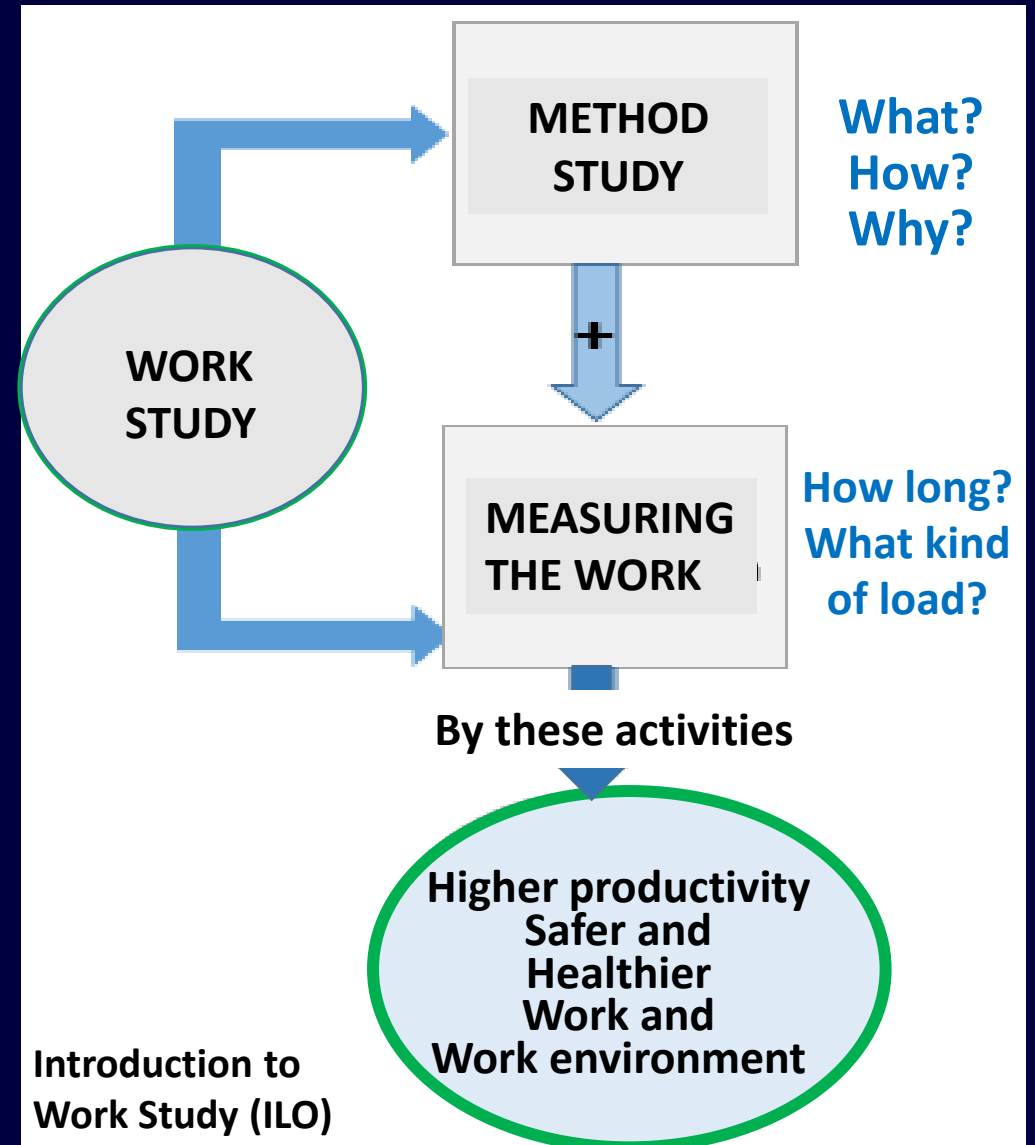 METHOD
STUDY
What?
How?
Why?
+
WORK
STUDY
MEASURING
THE WORK
How long?
What kind
of load?
By these activities
Higher productivity
Safer and
Healthier
Work and
Work environment
Introduction to
Work Study (ILO)